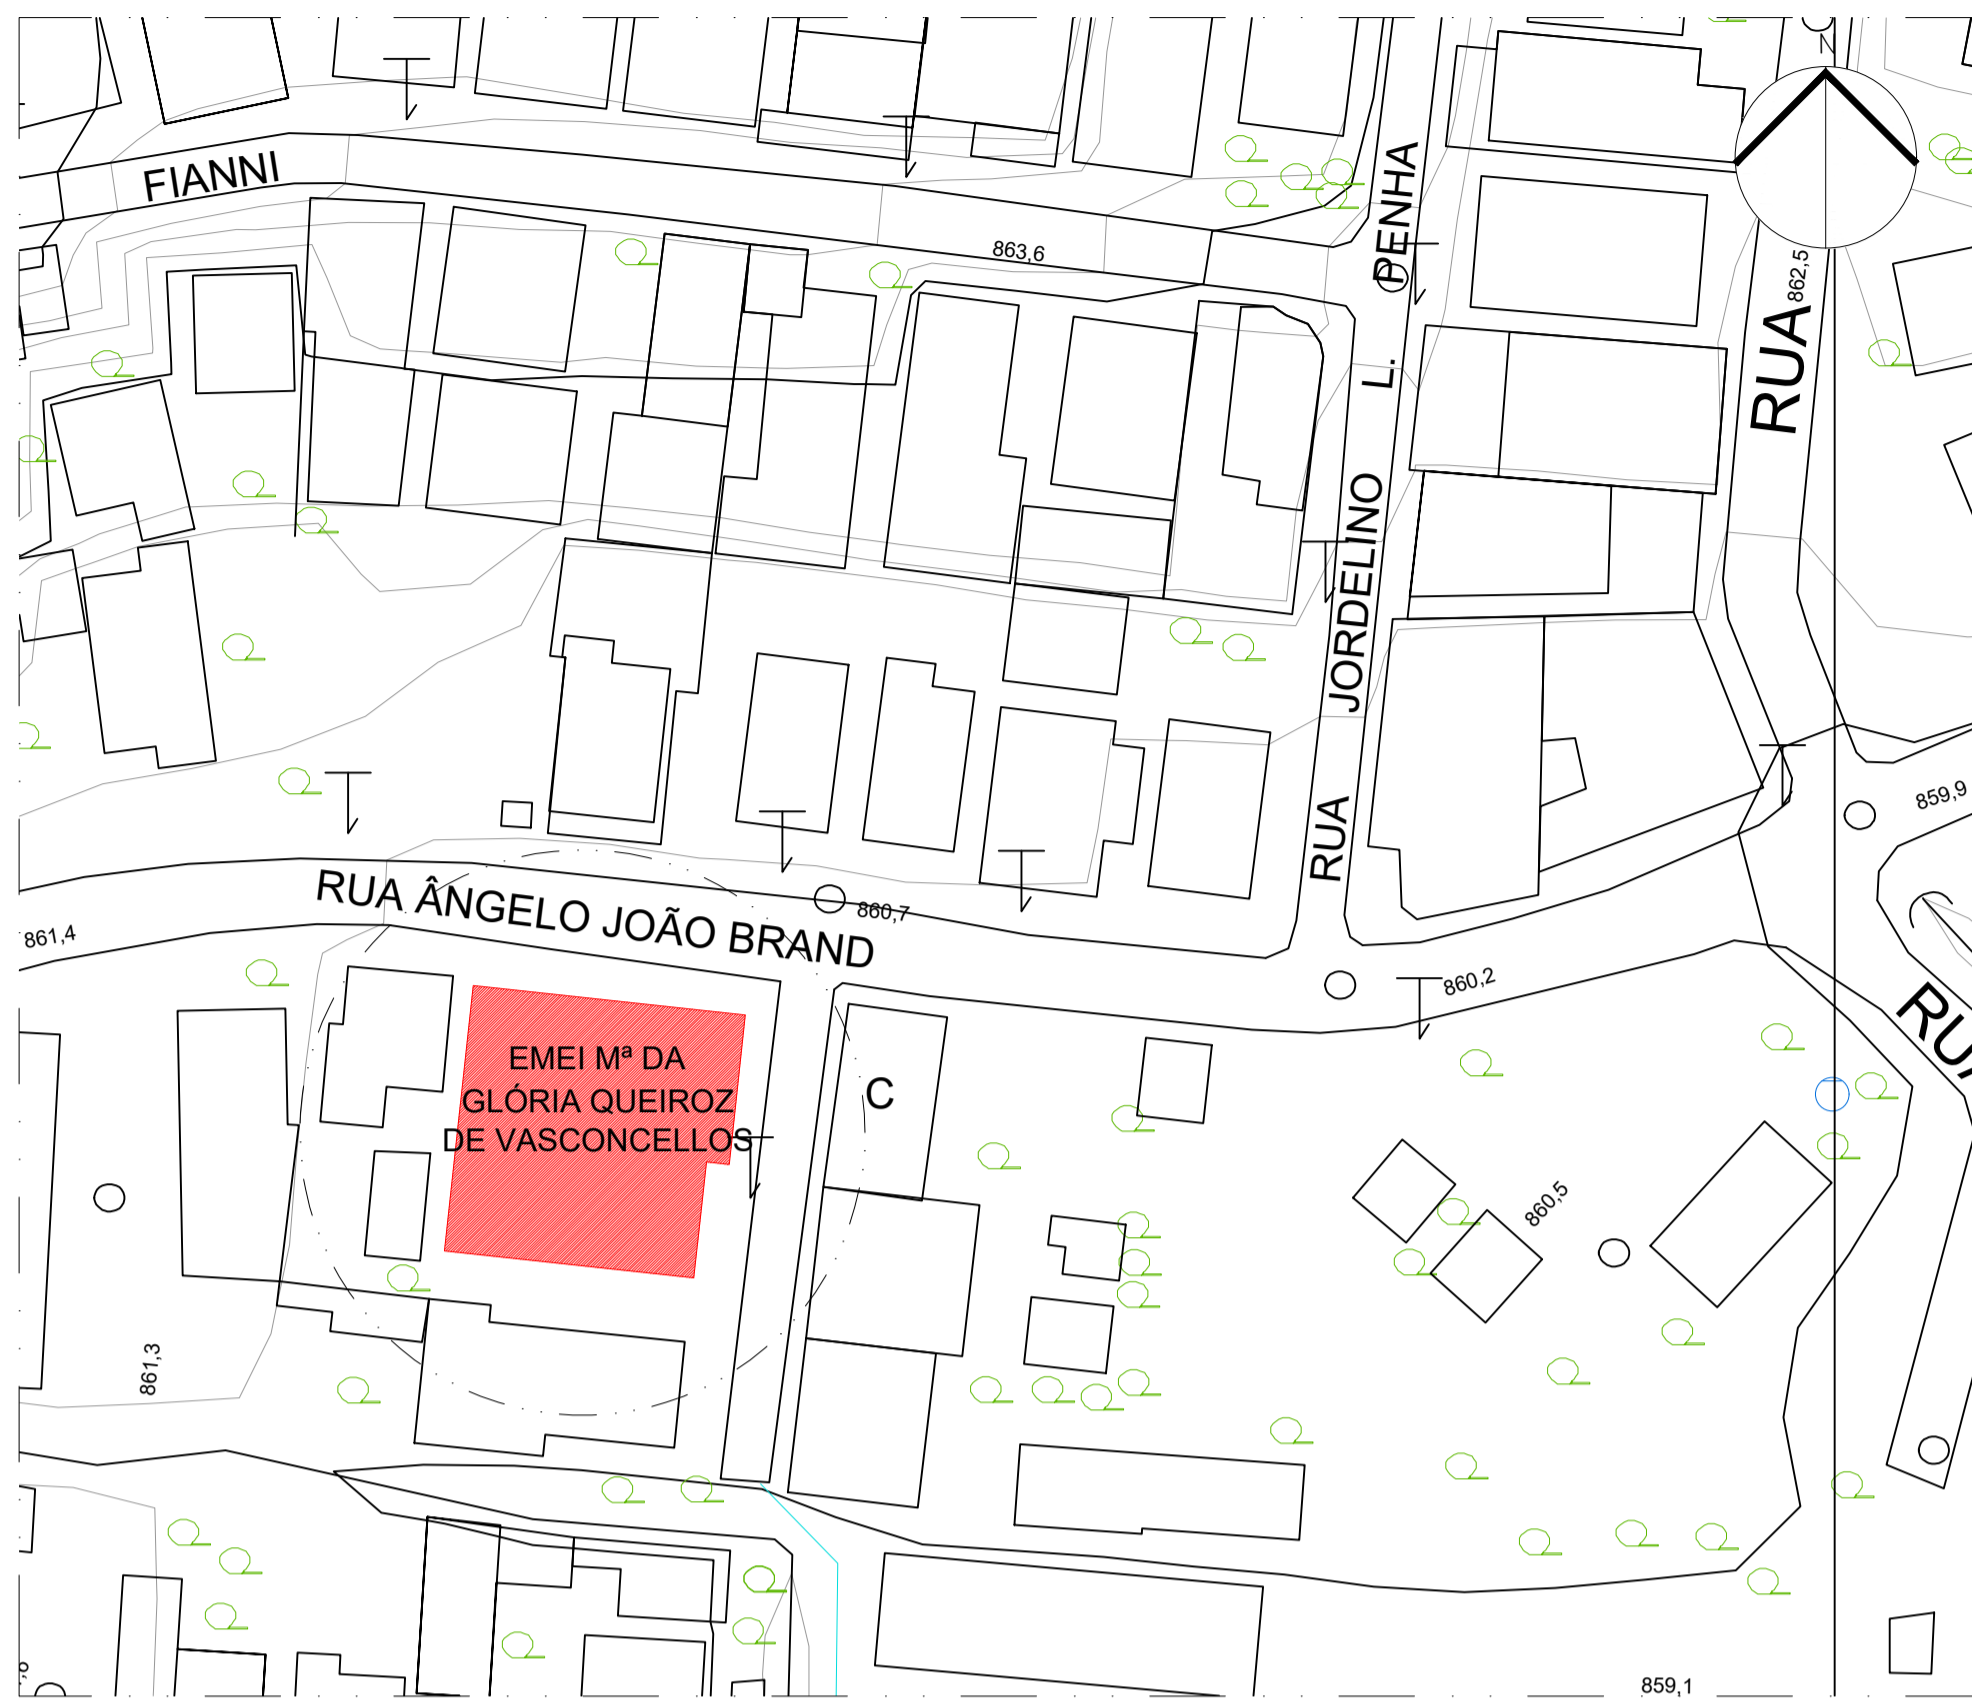 N
FIANNI
PENHA
L.
JORDELINO
RUA
863,6
862,5
RUA
859,9
RUA ÂNGELO JOÃO BRAND
860,7
861,4
860,2
RUA
EMEI Mª DA
GLÓRIA QUEIROZ
DE VASCONCELLOS
C
860,5
861,3
859,1